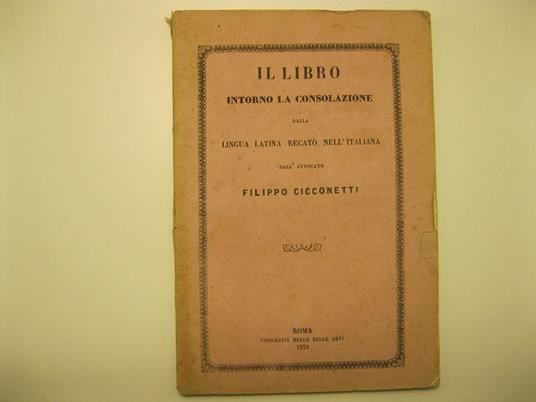 IL LIBRO
INTORNO LA CONSOLAZIONE
DALLA
LINGUA LATINA RECATO NELL'ITALIANA
DALL' AVVOCATO
FILIPPO CICCONETTI
ROMA
TIPOGRAFIA DELLE BELLE ARTI
1870